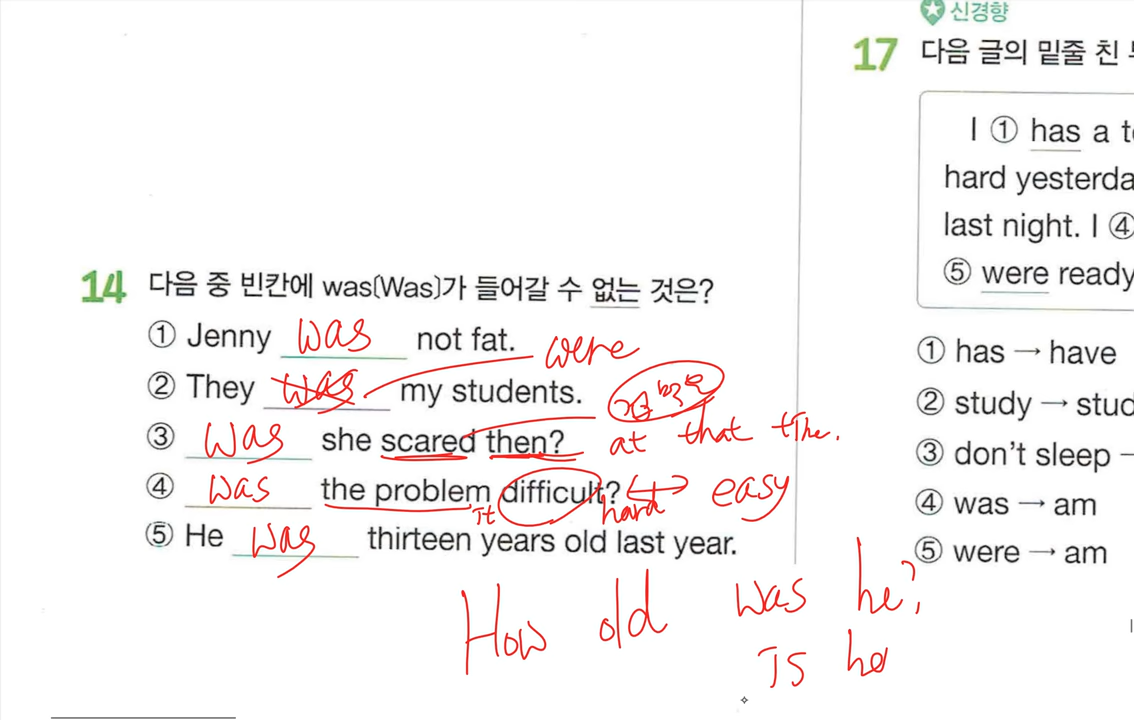 14 다음 중 빈칸에 was(Was)가 들어갈 수 없는 것은?
① Jenny was not fat.
② They was my students.
were
③ was she scared then?
과거의
at that time.
④ was the problem difficult? ↔ easy
It
hard
⑤ He was thirteen years old last year.
How old was he?
Is he
신경향
17 다음 글의 밑줄 친
I ① has a
hard yesterda
last night. I ④
⑤ were ready
① has → have
② study → stud
③ don't sleep
④ was → am
⑤ were → am